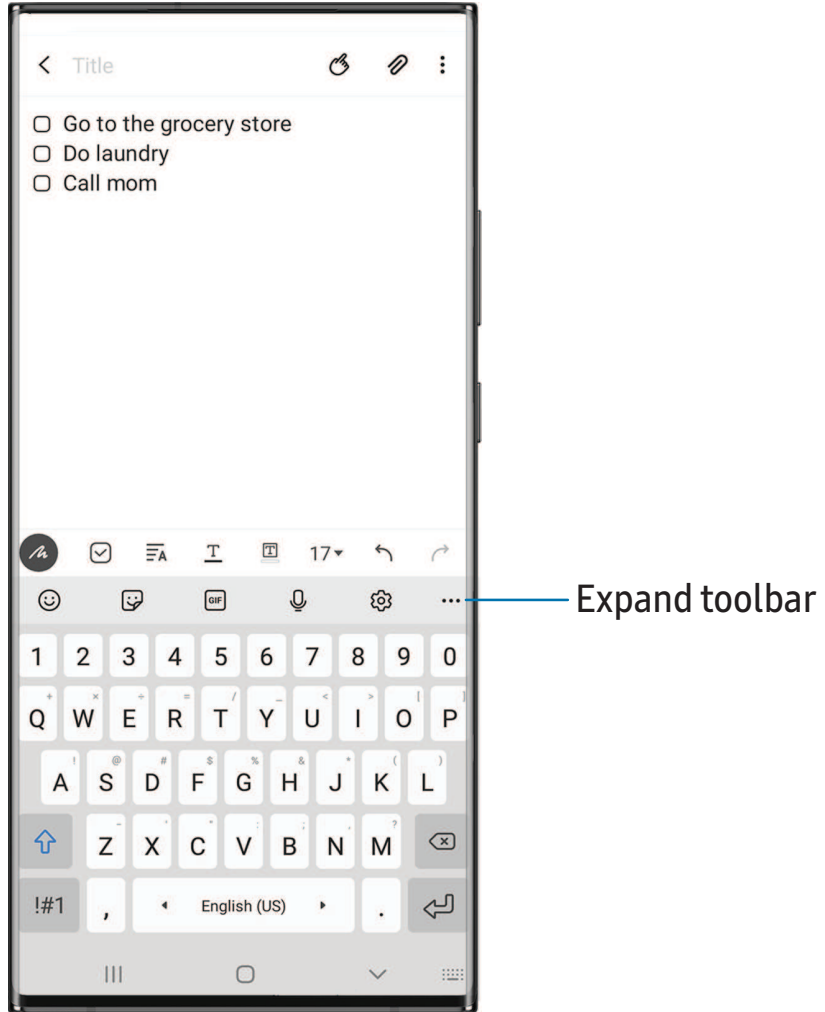 Title
Go to the grocery store
Do laundry
Call mom
A T T 17
GIF
Expand toolbar
1 2 3 4 5 6 7 8 9 0
+ × ÷ = / _ < > [ ]
Q W E R T Y U I O P
! @ # $ % & * ( )
A S D F G H J K L
Z X C V B N M ?
!#1 , English (US) .